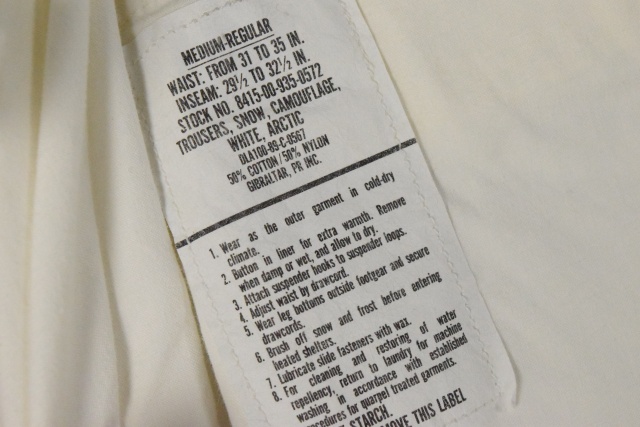 MEDIUM-REGULAR
WAIST: FROM 31 TO 35 IN.
INSEAM: 29½ TO 32½ IN.
STOCK NO. 8415-00-935-0572
TROUSERS, SNOW, CAMOUFLAGE,
WHITE, ARCTIC
DLA100-89-C-0567
50% COTTON/50% NYLON
GIBRALTAR, PR INC.
1. Wear as the outer garment in cold-dry
climate.
2. Button in liner for extra warmth. Remove
when damp or wet, and allow to dry.
3. Attach suspender hooks to suspender loops.
4. Adjust waist by drawcord.
5. Wear leg bottoms outside footgear and secure
drawcords.
6. Brush off snow and frost before entering
heated shelters.
7. Lubricate slide fasteners with wax.
8. For cleaning and restoring of water
repellency, return to laundry for machine
washing in accordance with established
procedures for quarpel treated garments.
STARCH.
MOVE THIS LABEL